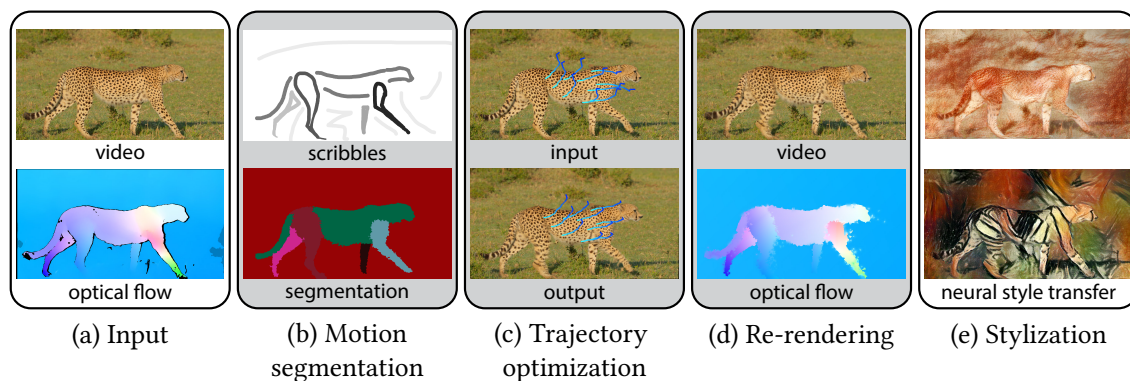 video
optical flow
(a) Input
scribbles
segmentation
(b) Motion
segmentation
input
output
(c) Trajectory
optimization
video
optical flow
(d) Re-rendering
neural style transfer
(e) Stylization